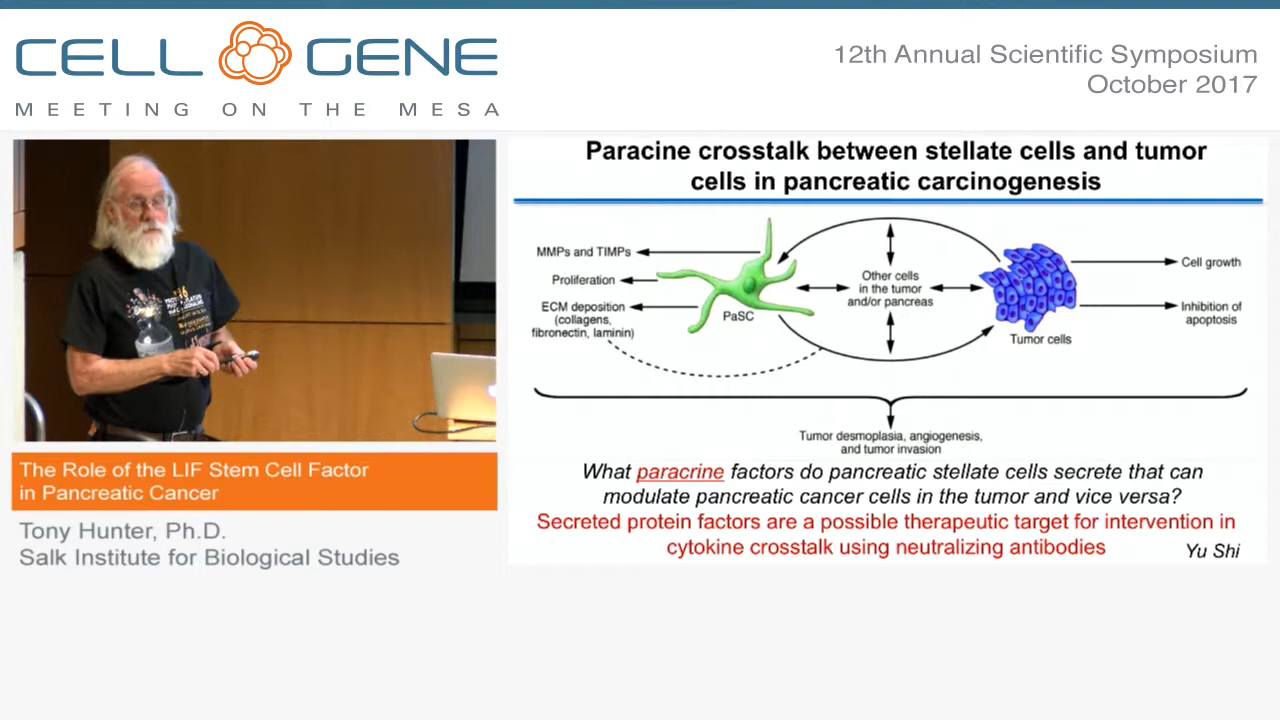 CELL GENE
MEETING ON THE MESA
12th Annual Scientific Symposium
October 2017
The Role of the LIF Stem Cell Factor
in Pancreatic Cancer
Tony Hunter, Ph.D.
Salk Institute for Biological Studies
Paracine crosstalk between stellate cells and tumor
cells in pancreatic carcinogenesis
MMPs and TIMPs
Proliferation
ECM deposition
(collagens,
fibronectin, laminin)
PaSC
Other cells
in the tumor
and/or pancreas
Tumor cells
Cell growth
Inhibition of
apoptosis
Tumor desmoplasia, angiogenesis,
and tumor invasion
What paracrine factors do pancreatic stellate cells secrete that can
modulate pancreatic cancer cells in the tumor and vice versa?
Secreted protein factors are a possible therapeutic target for intervention in
cytokine crosstalk using neutralizing antibodies
Yu Shi